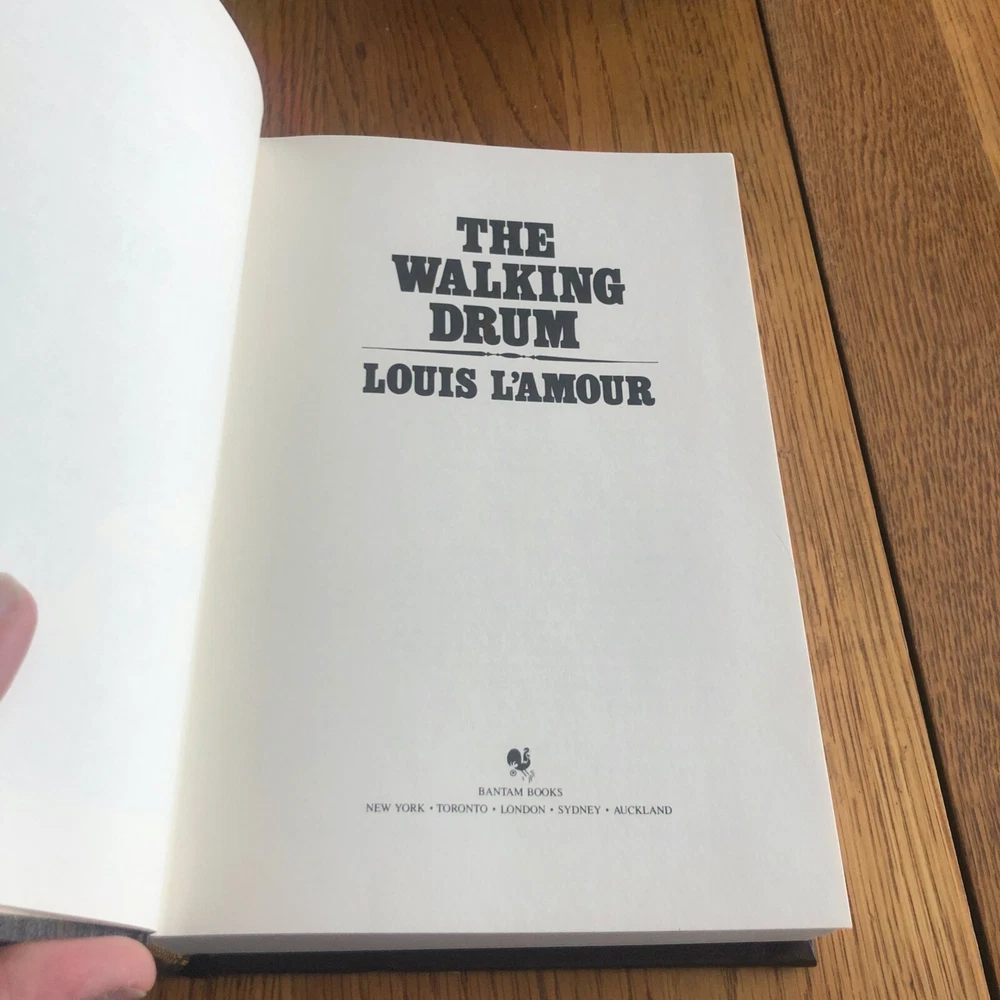 THE
WALKING
DRUM
LOUIS L'AMOUR
BANTAM BOOKS
NEW YORK • TORONTO • LONDON • SYDNEY • AUCKLAND